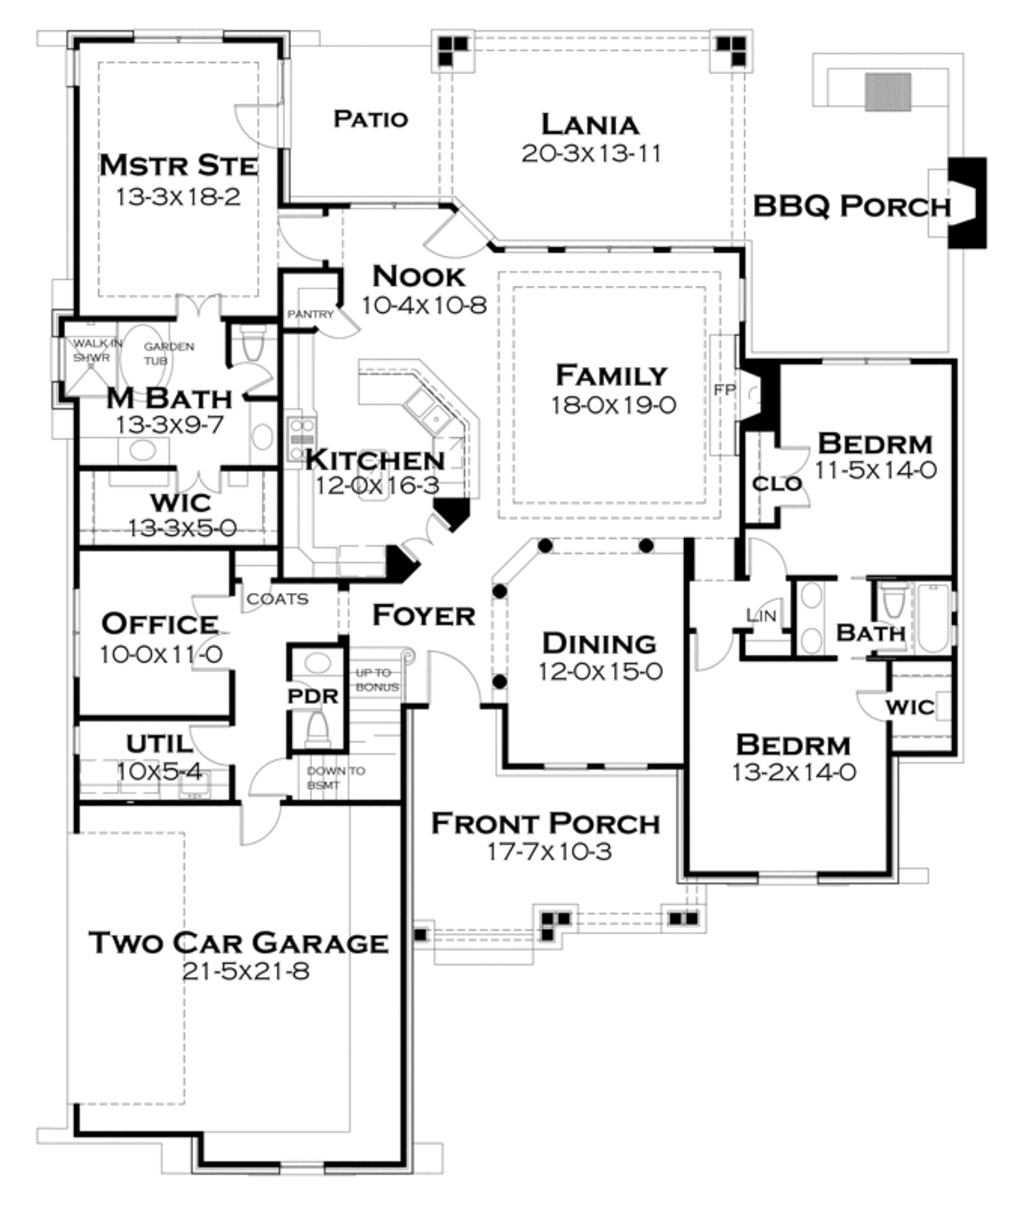 PATIO
LANIA
20-3x13-11
MSTR STE
13-3x18-2
BBQ PORCH
NOOK
10-4x10-8
PANTRY
WALK IN
SHWR
GARDEN
TUB
M BATH
13-3x9-7
FAMILY
18-0x19-0
FP
BEDRM
11-5x14-0
CLO
KITCHEN
12-0x16-3
WIC
13-3x5-0
COATS
OFFICE
10-0x11-0
FOYER
DINING
12-0x15-0
LIN
BATH
UP TO
BONUS
PDR
WIC
UTIL
10x5-4
DOWN TO
BSMT
BEDRM
13-2x14-0
FRONT PORCH
17-7x10-3
TWO CAR GARAGE
21-5x21-8